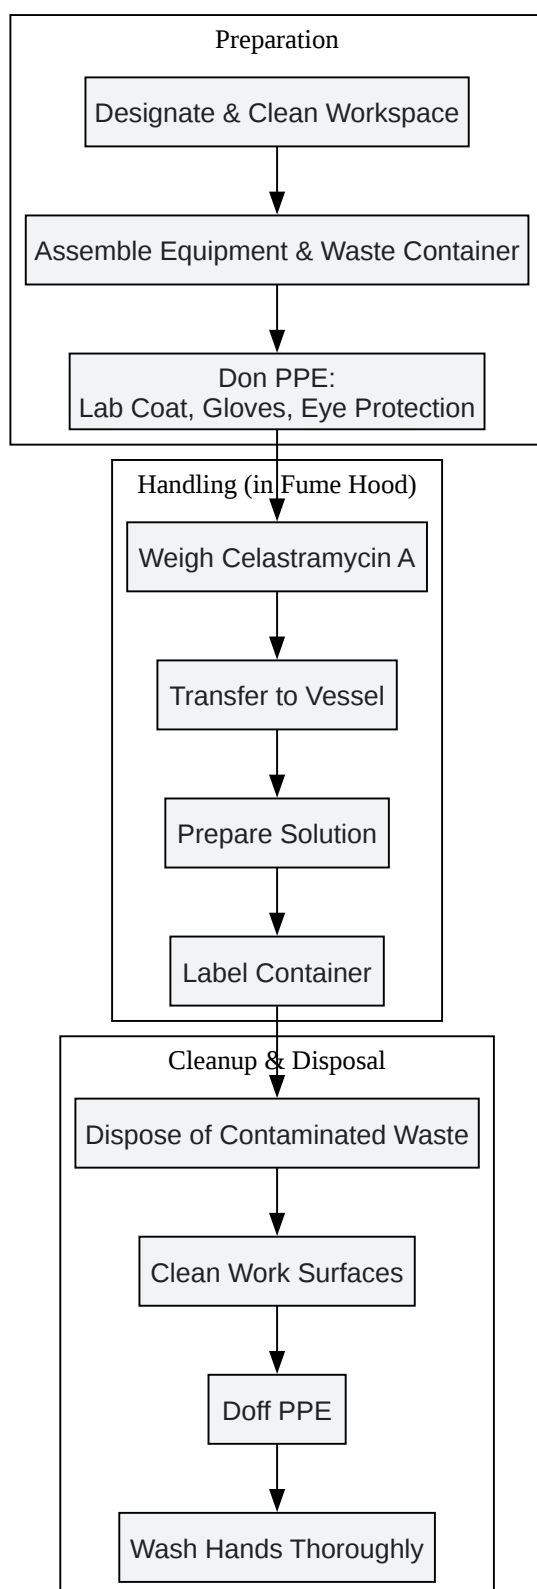 Preparation
Designate & Clean Workspace
Assemble Equipment & Waste Container
Don PPE:
Lab Coat, Gloves, Eye Protection
Handling (in Fume Hood)
Weigh Celastramycin A
Transfer to Vessel
Prepare Solution
Label Container
Cleanup & Disposal
Dispose of Contaminated Waste
Clean Work Surfaces
Doff PPE
Wash Hands Thoroughly